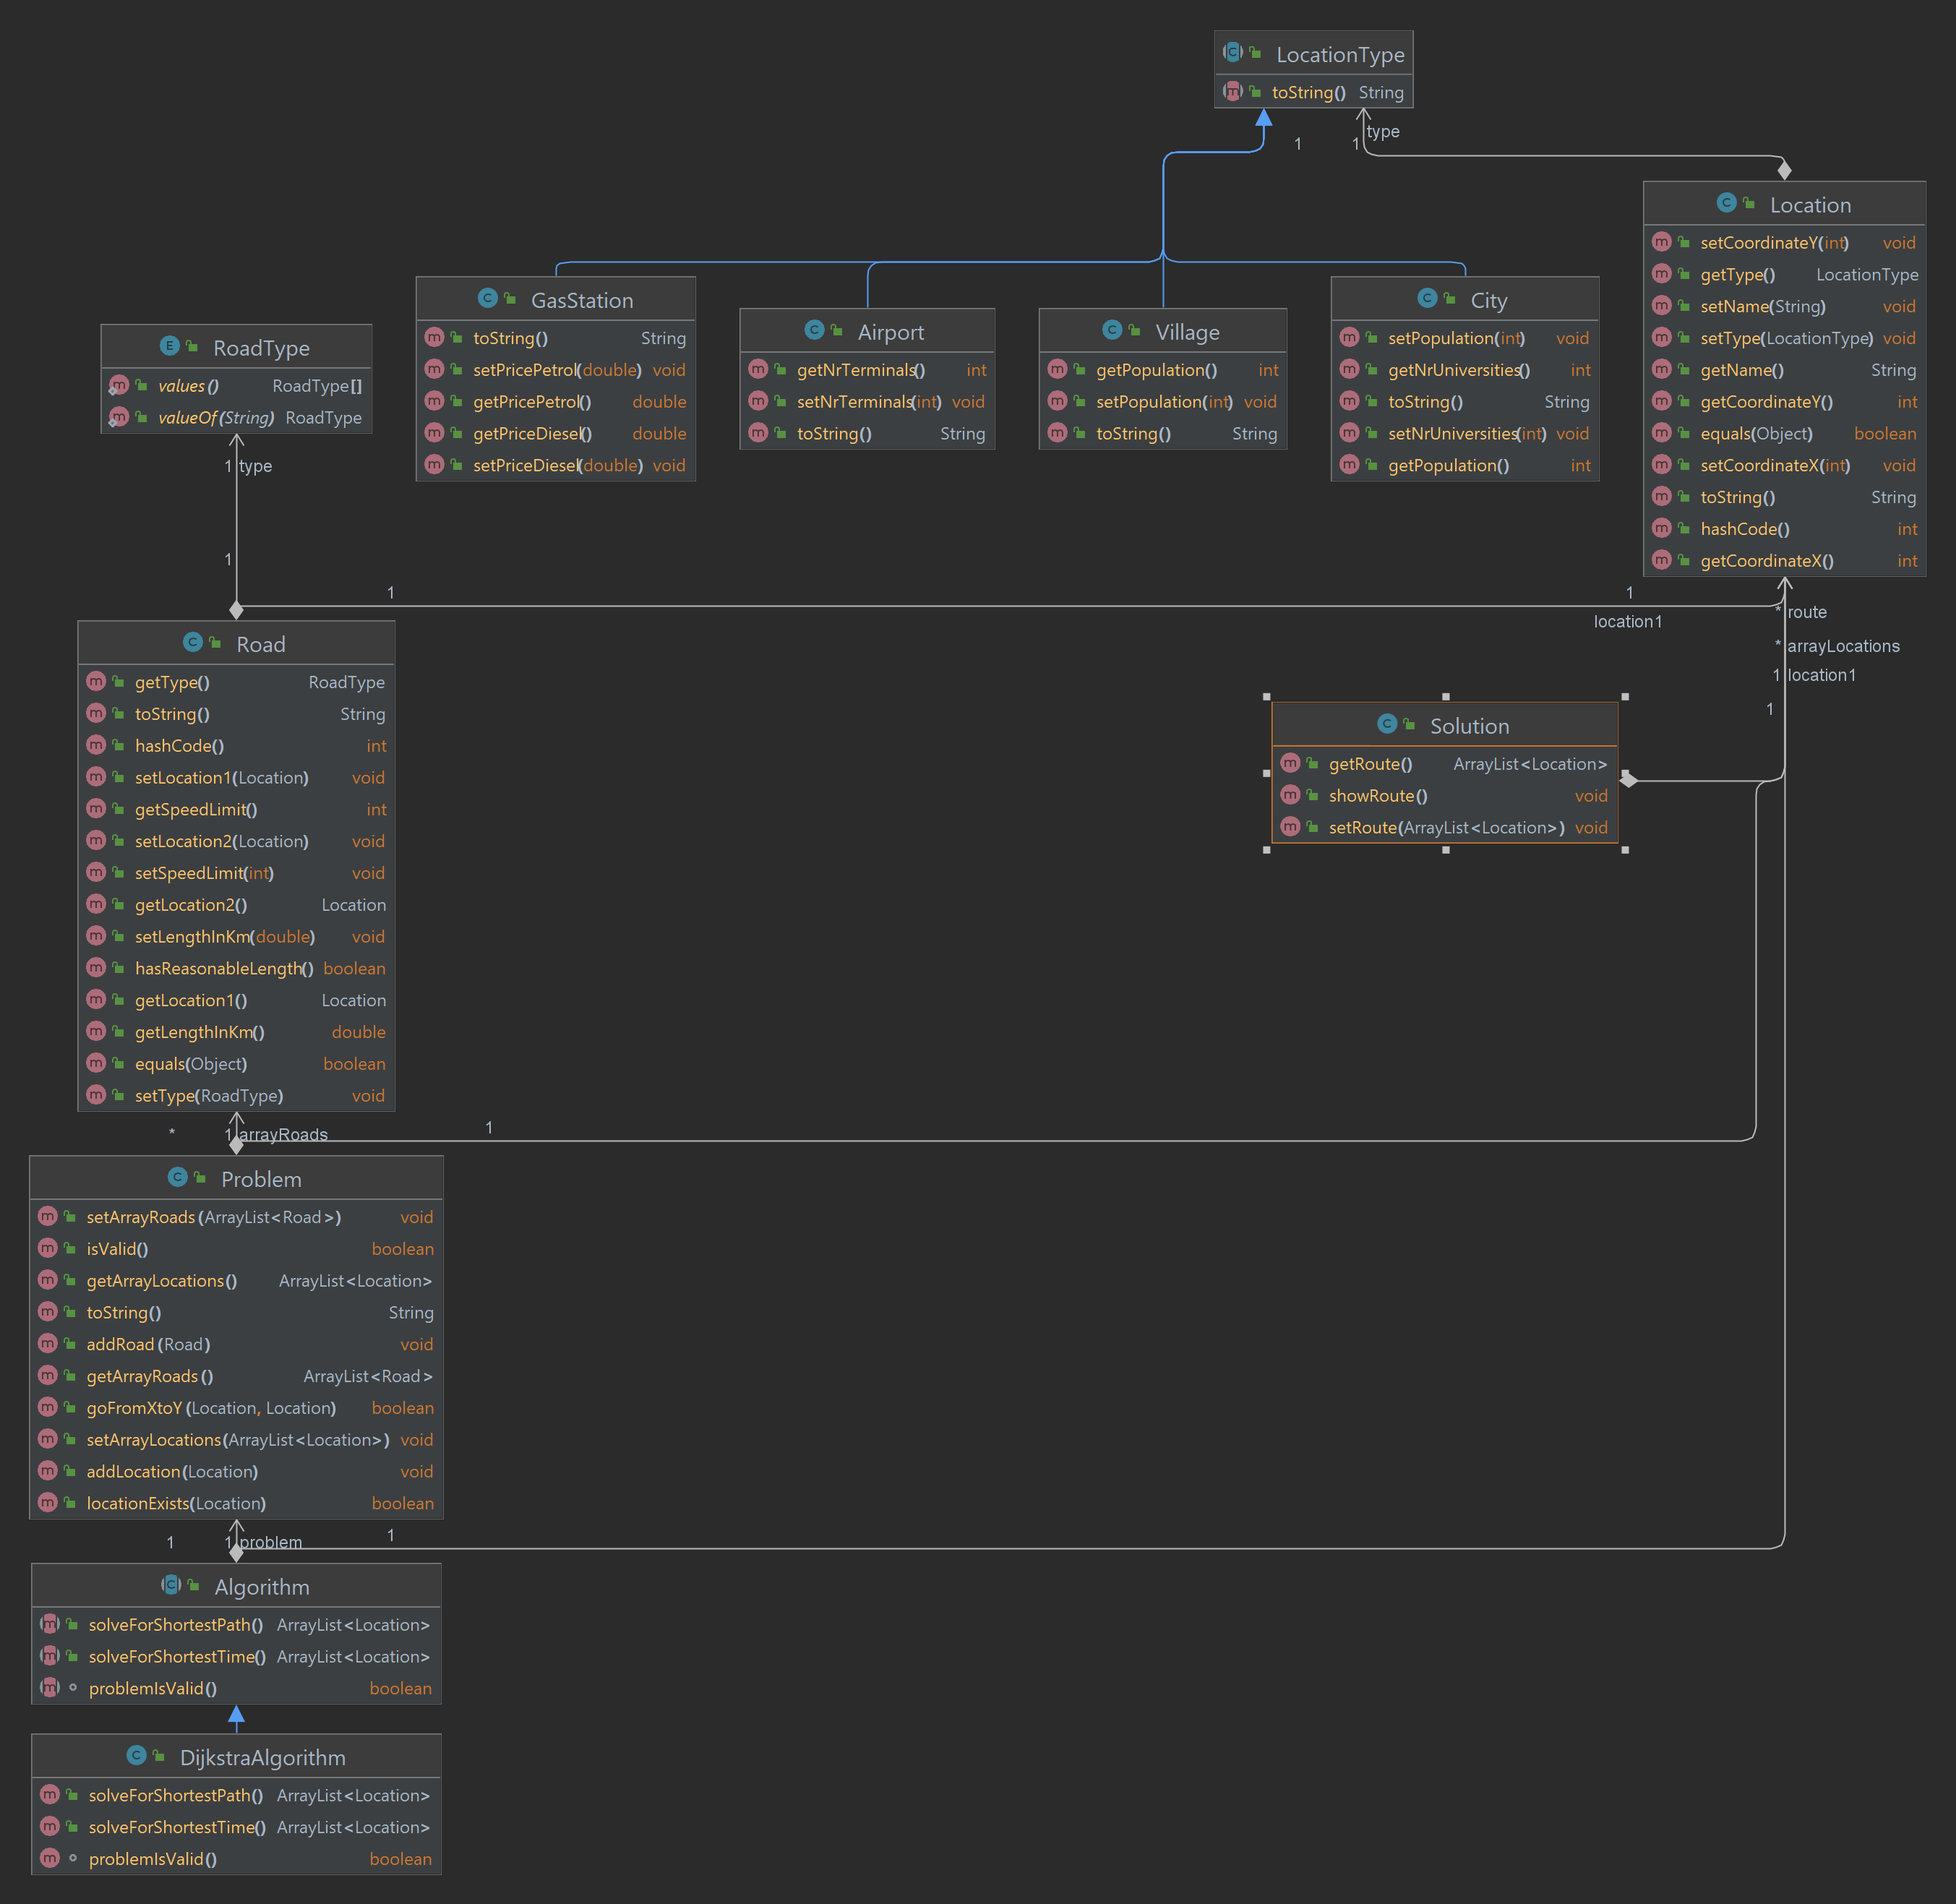 LocationType
toString() String
1
1 type
Location
setCoordinateY(int) void
getType() LocationType
setName(String) void
setType(LocationType) void
getName() String
getCoordinateY() int
equals(Object) boolean
setCoordinateX(int) void
toString() String
hashCode() int
getCoordinateX() int
GasStation
toString() String
setPricePetrol(double) void
getPricePetrol() double
getPriceDiesel() double
setPriceDiesel(double) void
Airport
getNrTerminals() int
setNrTerminals(int) void
toString() String
Village
getPopulation() int
setPopulation(int) void
toString() String
City
setPopulation(int) void
getNrUniversities() int
toString() String
setNrUniversities(int) void
getPopulation() int
RoadType
values() RoadType[]
valueOf(String) RoadType
1 type
1
1
1
location1
* route
* arrayLocations
1 location1
1
Road
getType() RoadType
toString() String
hashCode() int
setLocation1(Location) void
getSpeedLimit() int
setLocation2(Location) void
setSpeedLimit(int) void
getLocation2() Location
setLengthInKm(double) void
hasReasonableLength() boolean
getLocation1() Location
getLengthInKm() double
equals(Object) boolean
setType(RoadType) void
Solution
getRoute() ArrayList<Location>
showRoute() void
setRoute(ArrayList<Location>) void
* 1 arrayRoads
1
Problem
setArrayRoads(ArrayList<Road>) void
isValid() boolean
getArrayLocations() ArrayList<Location>
toString() String
addRoad(Road) void
getArrayRoads() ArrayList<Road>
goFromXtoY(Location, Location) boolean
setArrayLocations(ArrayList<Location>) void
addLocation(Location) void
locationExists(Location) boolean
1 1 problem
1
Algorithm
solveForShortestPath() ArrayList<Location>
solveForShortestTime() ArrayList<Location>
problemIsValid() boolean
DijkstraAlgorithm
solveForShortestPath() ArrayList<Location>
solveForShortestTime() ArrayList<Location>
problemIsValid() boolean